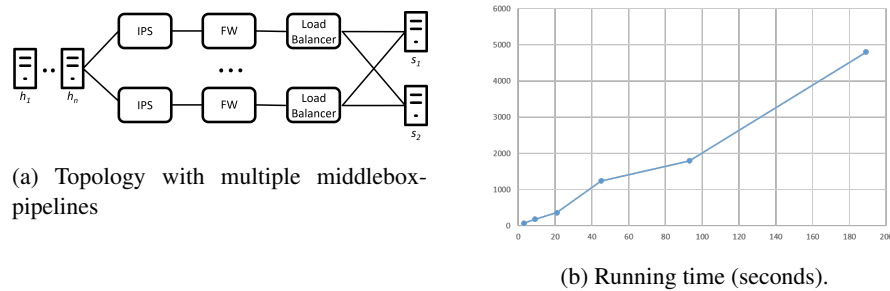 IPS
FW
Load
Balancer
h1
hn
s1
IPS
FW
Load
Balancer
s2
(a) Topology with multiple middlebox-
pipelines
6000
5000
4000
3000
2000
1000
0
0 20 40 60 80 100 120 140 160 180 200
(b) Running time (seconds).